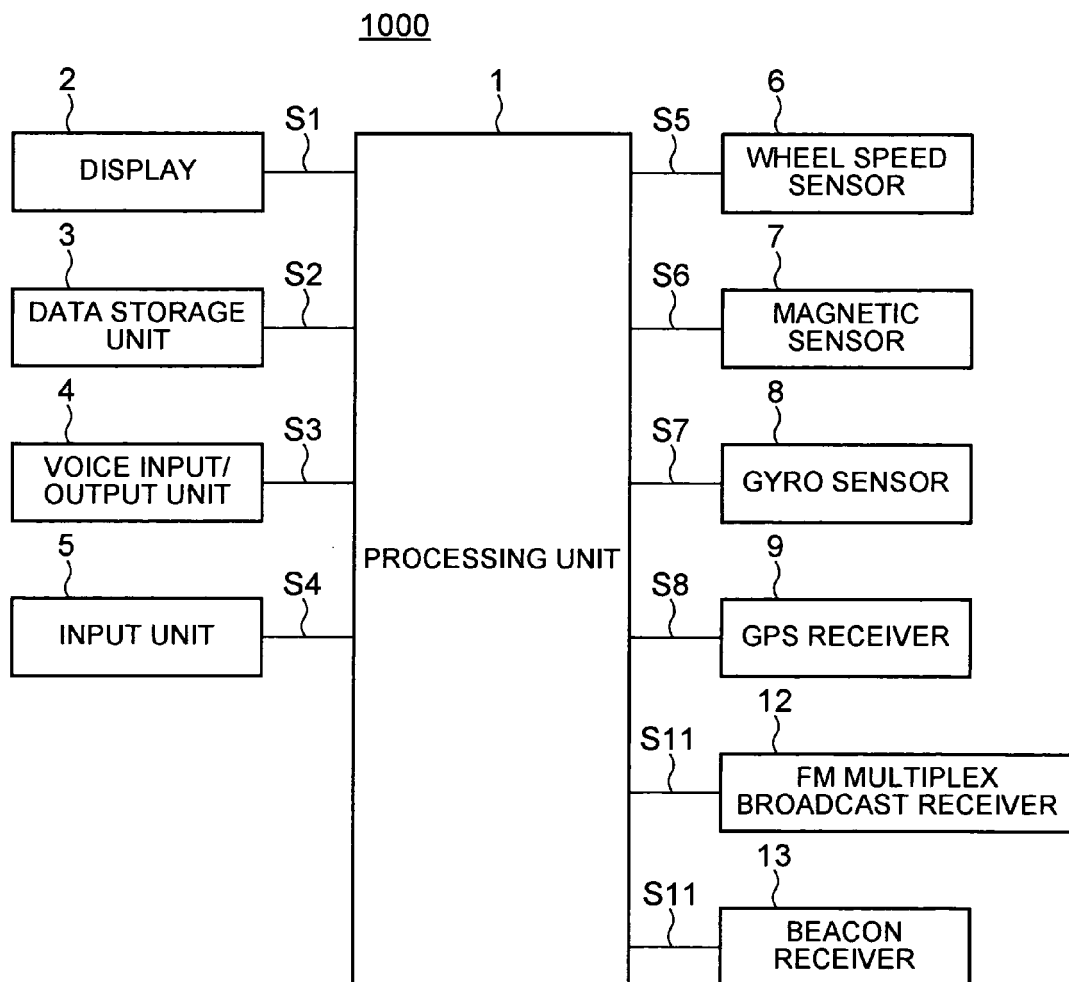 1000
2
S1
1
S5
6
DISPLAY
WHEEL SPEED
SENSOR
3
S2
S6
7
DATA STORAGE
UNIT
MAGNETIC
SENSOR
4
S3
S7
8
VOICE INPUT/
OUTPUT UNIT
GYRO SENSOR
PROCESSING UNIT
5
S4
S8
9
INPUT UNIT
GPS RECEIVER
S11
12
FM MULTIPLEX
BROADCAST RECEIVER
S11
13
BEACON
RECEIVER